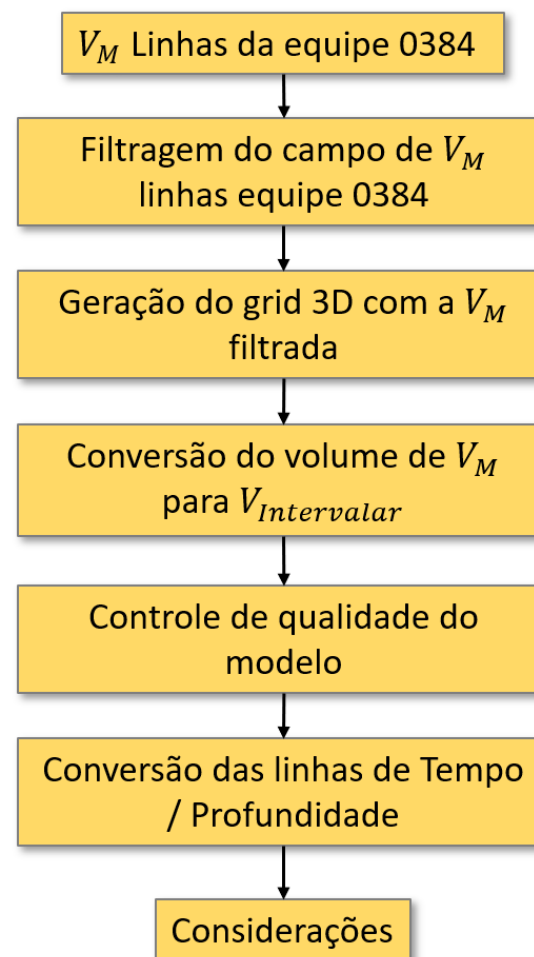 V_M Linhas da equipe 0384
Filtragem do campo de V_M
linhas equipe 0384
Geração do grid 3D com a V_M
filtrada
Conversão do volume de V_M
para V_Intervalar
Controle de qualidade do
modelo
Conversão das linhas de Tempo
/ Profundidade
Considerações